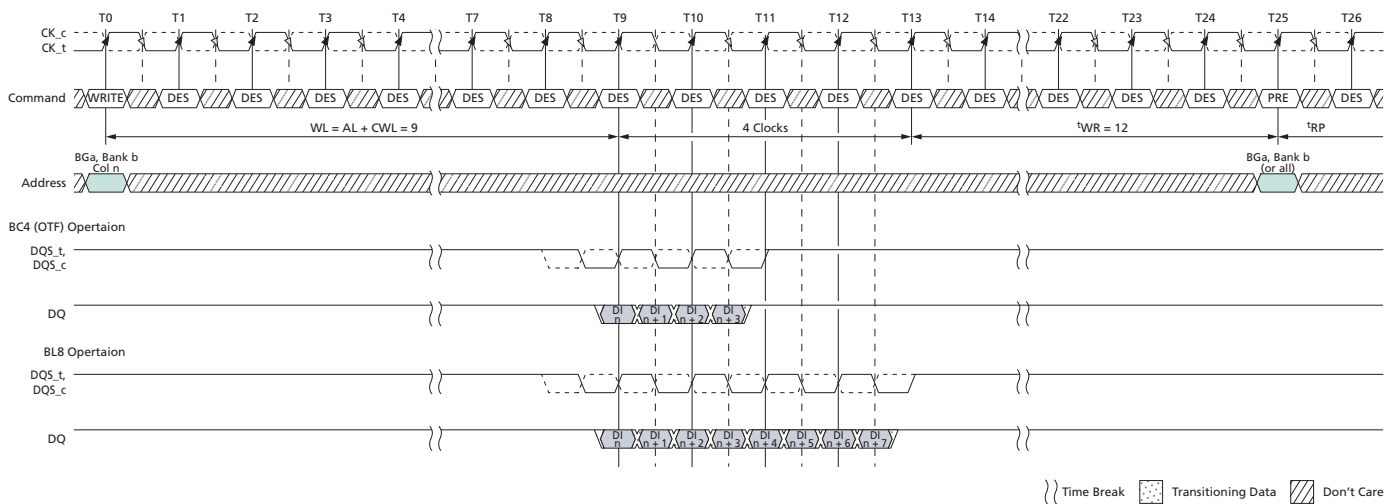 T0 T1 T2 T3 T4 T7 T8 T9 T10 T11 T12 T13 T14 T22 T23 T24 T25 T26
CK_c
CK_t
Command WRITE DES DES DES DES DES DES DES DES DES DES DES DES DES DES DES PRE DES
WL = AL + CWL = 9 4 Clocks tWR = 12 tRP
BGa, Bank b
Col n
BGa, Bank b
(or all)
Address
BC4 (OTF) Opertaion
DQS_t,
DQS_c
DQ DI n DI n + 1 DI n + 2 DI n + 3
BL8 Opertaion
DQS_t,
DQS_c
DQ DI n DI n + 1 DI n + 2 DI n + 3 DI n + 4 DI n + 5 DI n + 6 DI n + 7
Time Break Transitioning Data Don't Care